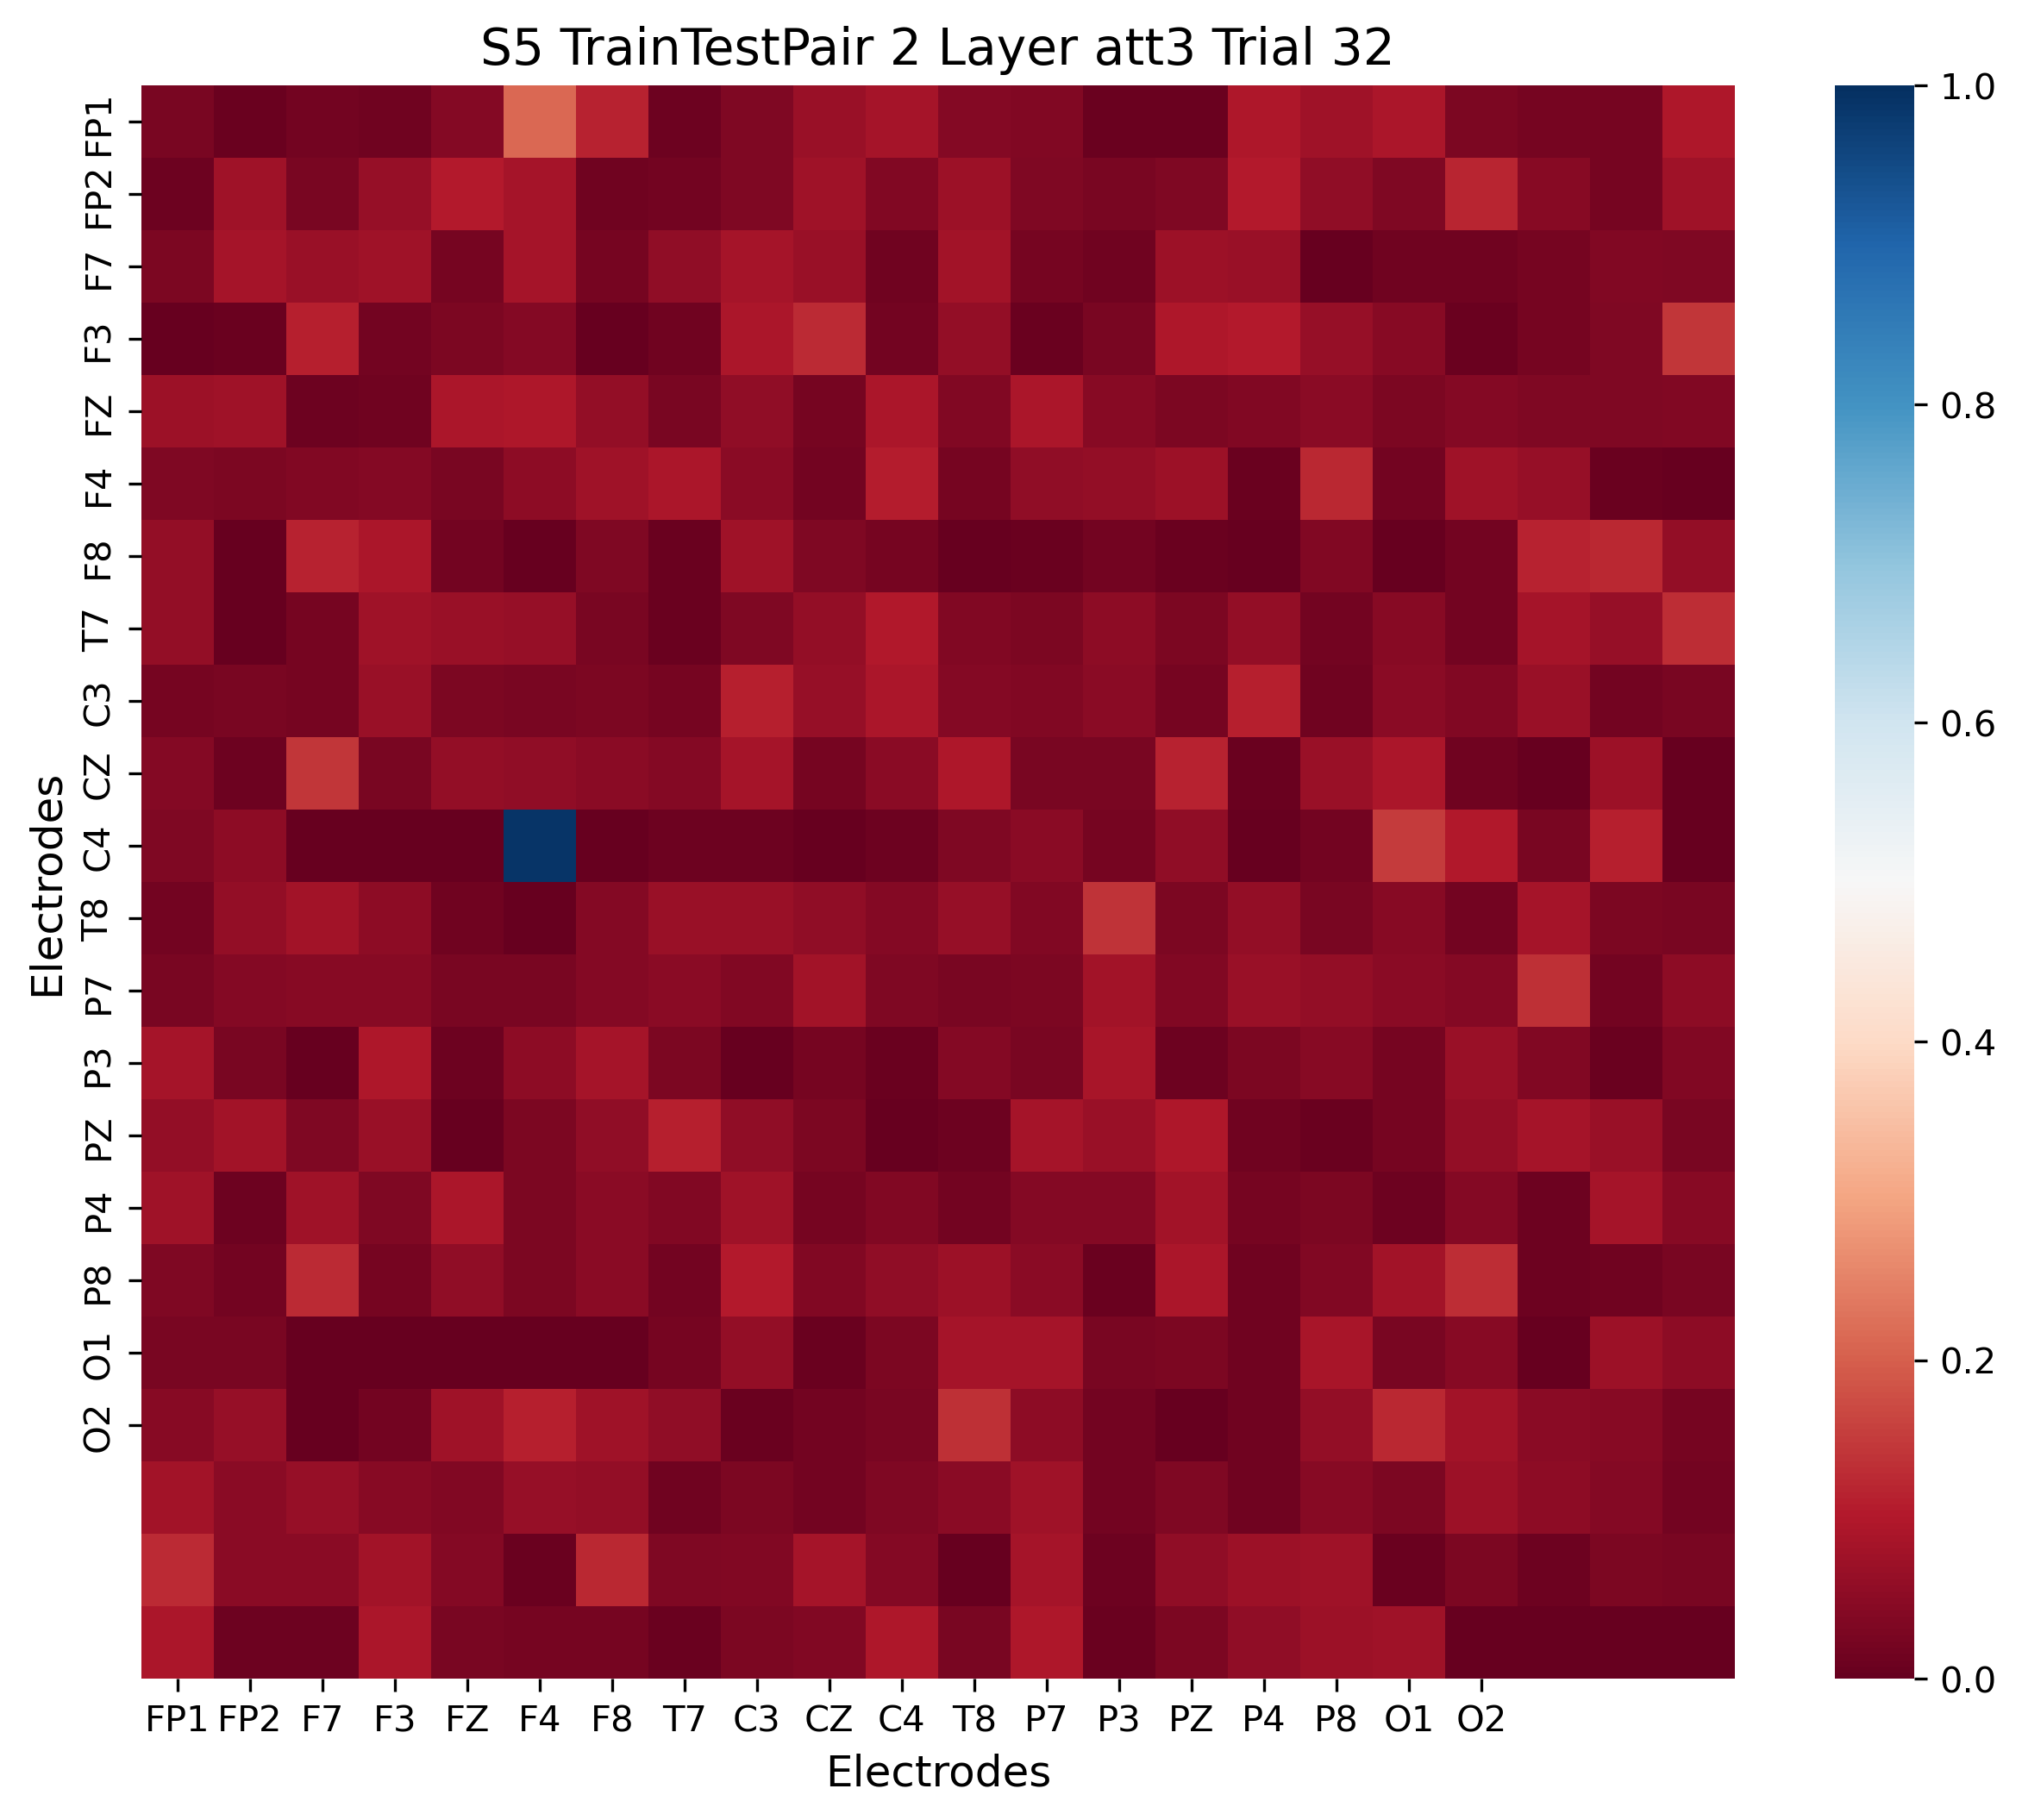 S5 TrainTestPair 2 Layer att3 Trial 32
Electrodes
FP1
FP2
F7
F3
FZ
F4
F8
T7
C3
CZ
C4
T8
P7
P3
PZ
P4
P8
O1
O2
FP1 FP2 F7 F3 FZ F4 F8 T7 C3 CZ C4 T8 P7 P3 PZ P4 P8 O1 O2
Electrodes
1.0
0.8
0.6
0.4
0.2
0.0